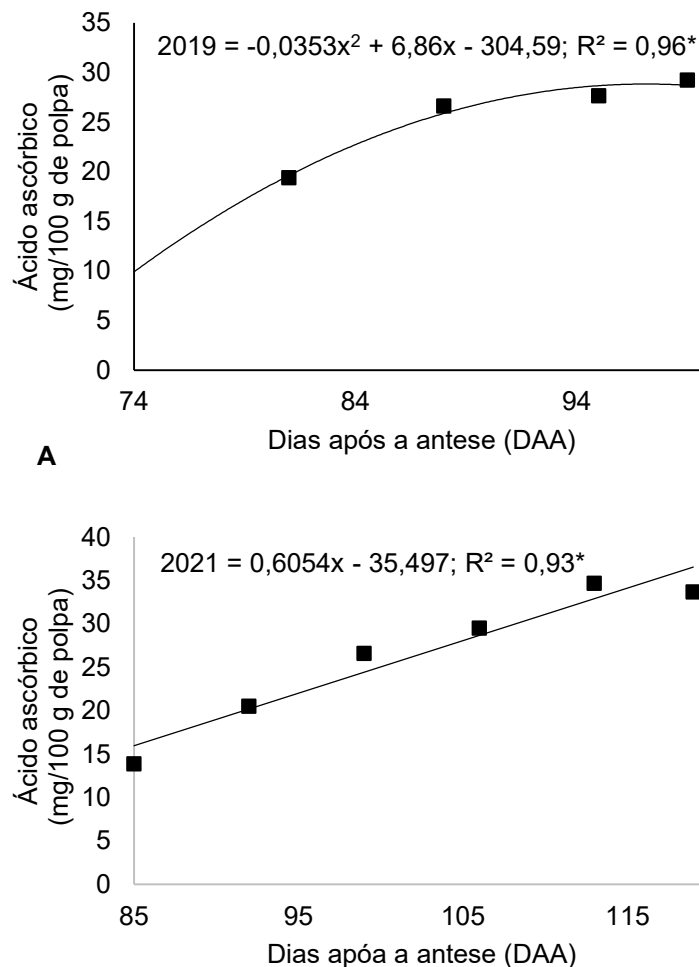 2019 = -0,0353x² + 6,86x - 304,59; R² = 0,96*
35
30
25
20
15
10
5
0
Ácido ascórbico
(mg/100 g de polpa)
74 84 94
Dias após a antese (DAA)
A
2021 = 0,6054x - 35,497; R² = 0,93*
40
35
30
25
20
15
10
5
0
Ácido ascórbico
(mg/100 g de polpa)
85 95 105 115
Dias apóa a antese (DAA)